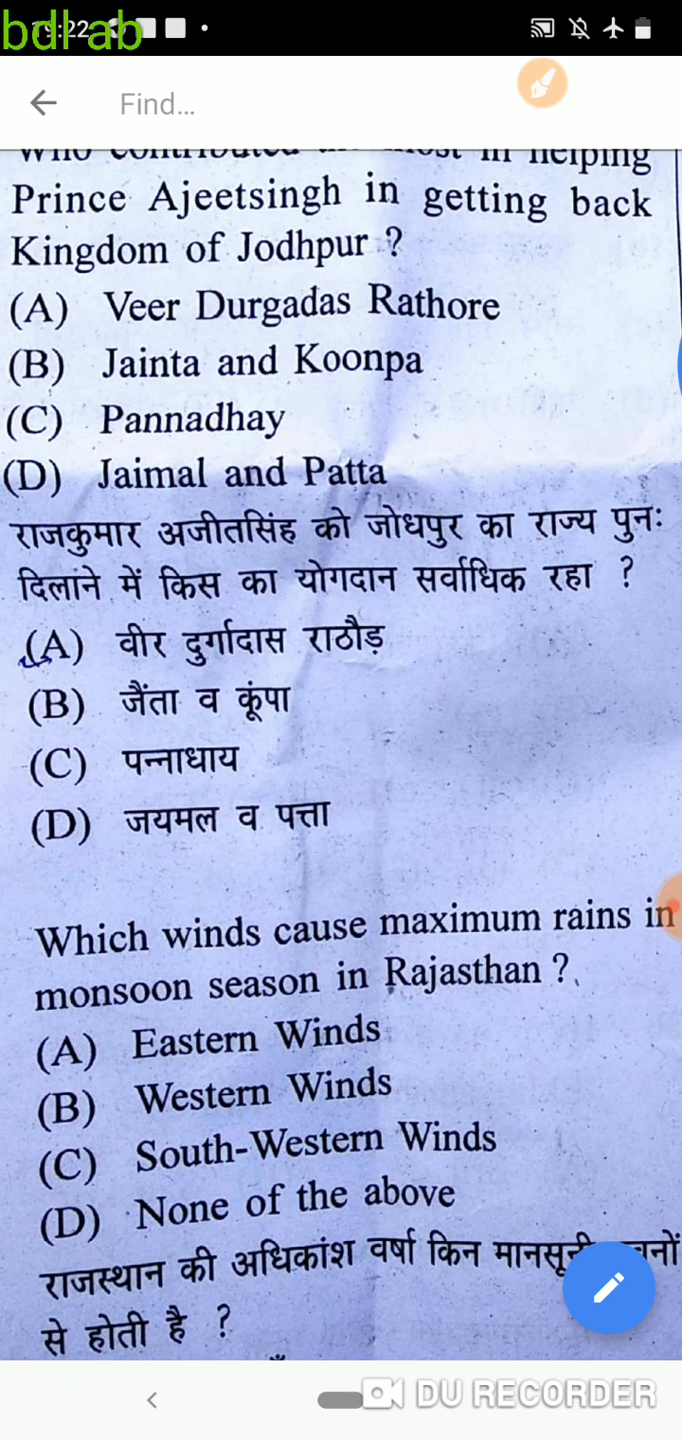 bdl ab
Find...
Prince Ajeetsingh in getting back
Kingdom of Jodhpur ?
(A) Veer Durgadas Rathore
(B) Jainta and Koonpa
(C) Pannadhay
(D) Jaimal and Patta
राजकुमार अजीतसिंह को जोधपुर का राज्य पुनः
दिलाने में किस का योगदान सर्वाधिक रहा ?
(A) वीर दुर्गादास राठौड़
(B) जैंता व कूंपा
(C) पन्नाधाय
(D) जयमल व पत्ता
Which winds cause maximum rains in
monsoon season in Rajasthan ?
(A) Eastern Winds
(B) Western Winds
(C) South-Western Winds
(D) None of the above
राजस्थान की अधिकांश वर्षा किन
से होती है ?
DU RECORDER